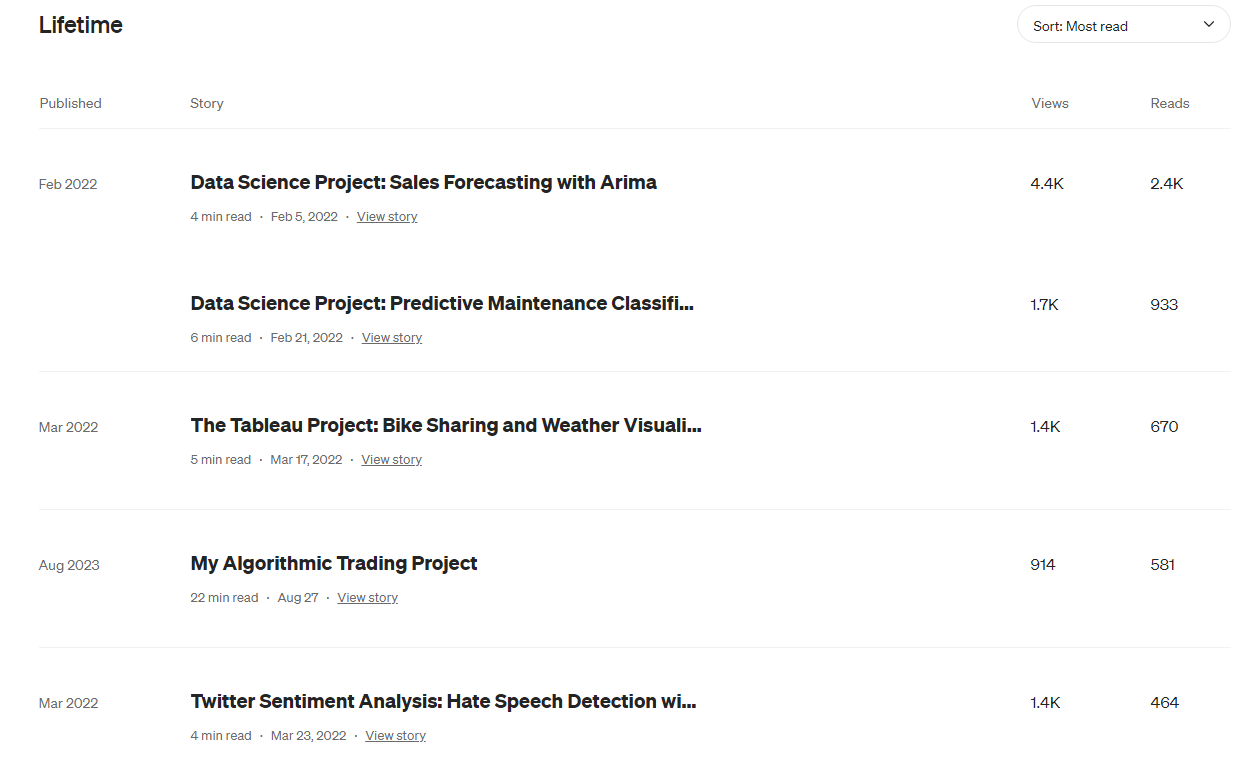 Lifetime
Sort: Most read
Published Story Views Reads
Feb 2022 Data Science Project: Sales Forecasting with Arima 4.4K 2.4K
4 min read · Feb 5, 2022 · View story
Data Science Project: Predictive Maintenance Classifi... 1.7K 933
6 min read · Feb 21, 2022 · View story
Mar 2022 The Tableau Project: Bike Sharing and Weather Visuali... 1.4K 670
5 min read · Mar 17, 2022 · View story
Aug 2023 My Algorithmic Trading Project 914 581
22 min read · Aug 27 · View story
Mar 2022 Twitter Sentiment Analysis: Hate Speech Detection wi... 1.4K 464
4 min read · Mar 23, 2022 · View story